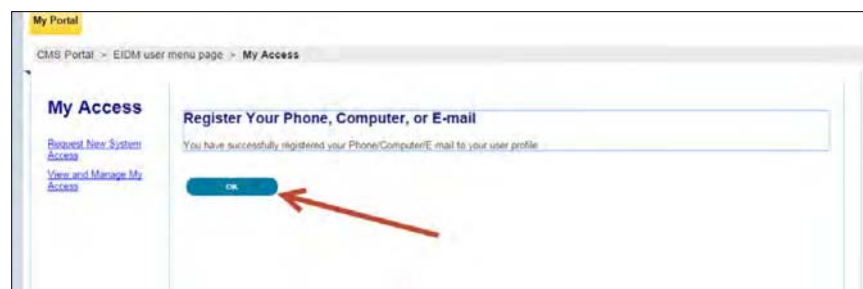 My Portal
CMS Portal > EIDM user menu page > My Access
My Access
Request New System
Access
View and Manage My
Access
Register Your Phone, Computer, or E-mail
You have successfully registered your Phone/Computer/E mail to your user profile
OK